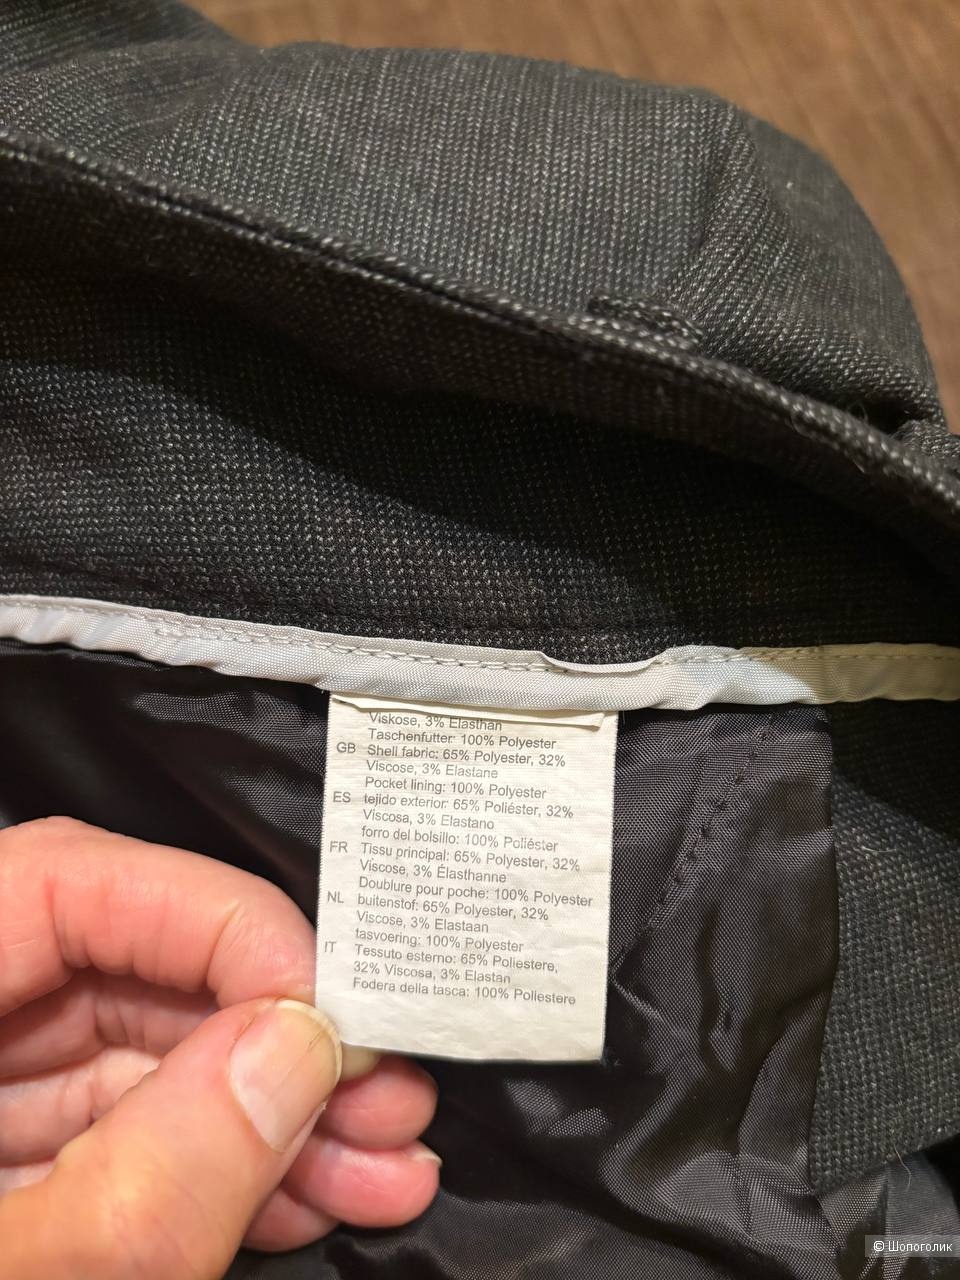 Viskose, 3% Elasthan
Taschenfutter: 100% Polyester
GB Shell fabric: 65% Polyester, 32%
Viscose, 3% Elastane
Pocket lining: 100% Polyester
ES tejido exterior: 65% Poliéster, 32%
Viscosa, 3% Elastano
forro del bolsillo: 100% Poliéster
FR Tissu principal: 65% Polyester, 32%
Viscose, 3% Élasthanne
Doublure pour poche: 100% Polyester
NL buitenstof: 65% Polyester, 32%
Viscose, 3% Elastaan
tasvoering: 100% Polyester
IT Tessuto esterno: 65% Poliestere,
32% Viscosa, 3% Elastan
Fodera della tasca: 100% Poliestere
© Шопоголик